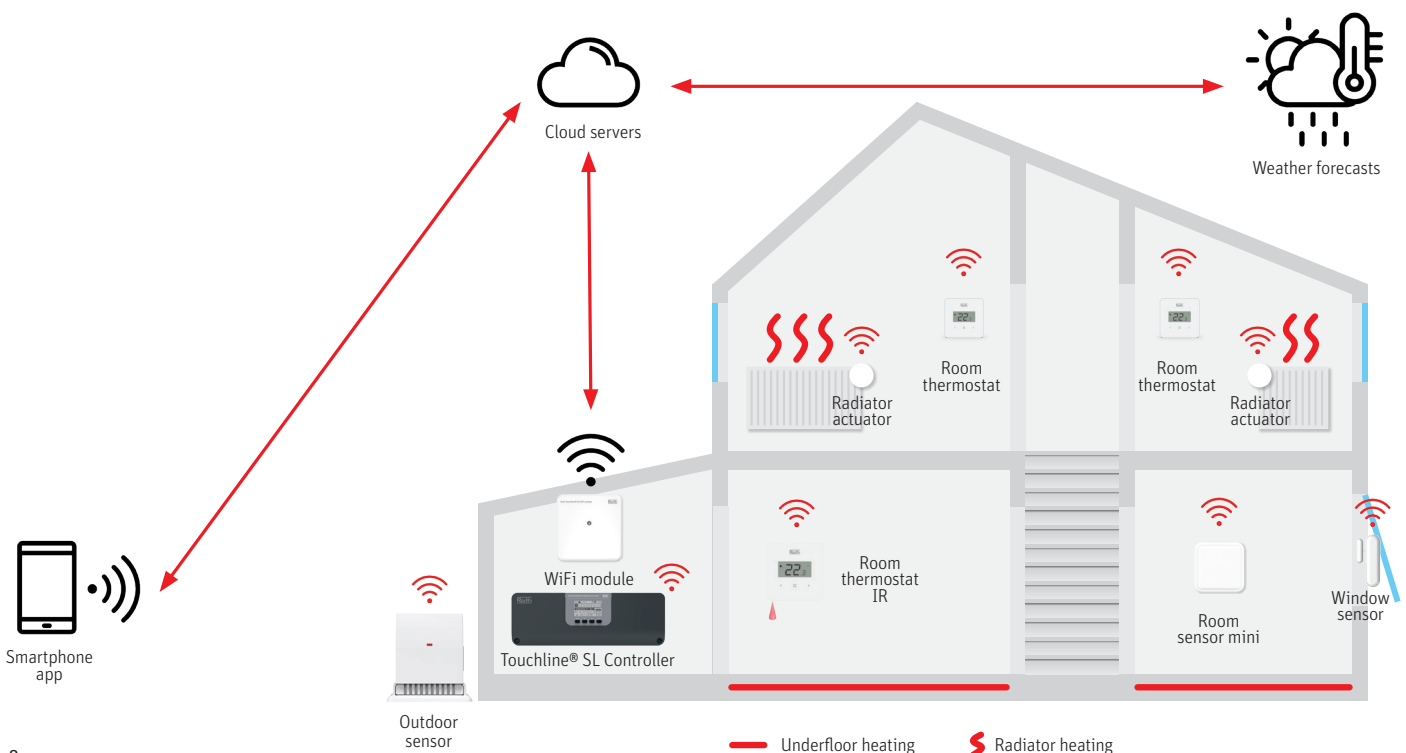 Cloud servers
Weather forecasts
Room
thermostat
Room
thermostat
Radiator
actuator
Radiator
actuator
WiFi module
Room
thermostat
IR
Room
sensor mini
Window
sensor
Touchline® SL Controller
Smartphone
app
Outdoor
sensor
Underfloor heating
Radiator heating